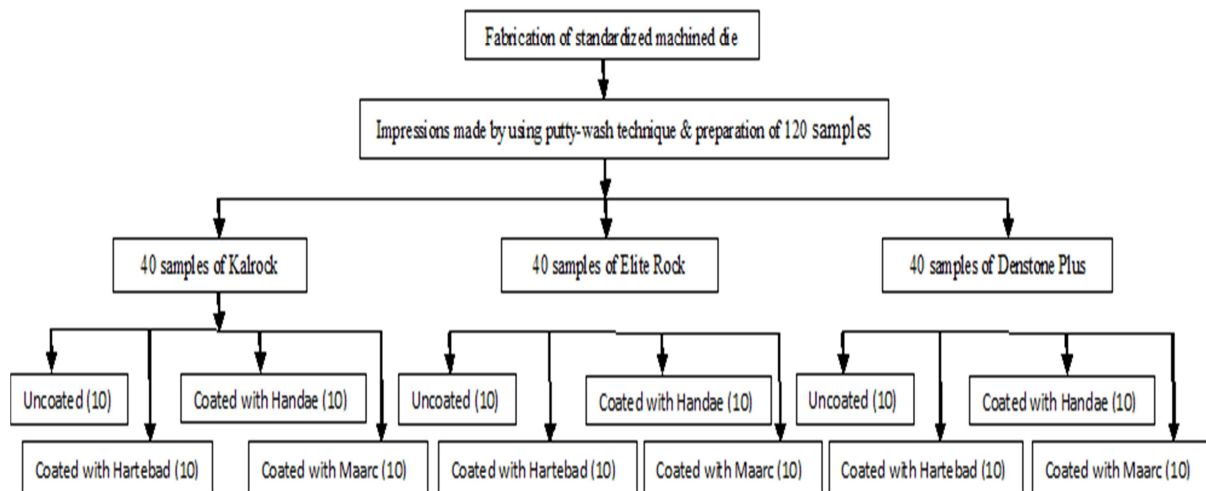 Fabrication of standardized machined die
Impressions made by using putty-wash technique & preparation of 120 samples
40 samples of Kalrock
40 samples of Elite Rock
40 samples of Denstone Plus
Uncoated (10)
Coated with Handae (10)
Uncoated (10)
Coated with Handae (10)
Uncoated (10)
Coated with Handae (10)
Coated with Hartebad (10)
Coated with Maarc (10)
Coated with Hartebad (10)
Coated with Maarc (10)
Coated with Hartebad (10)
Coated with Maarc (10)